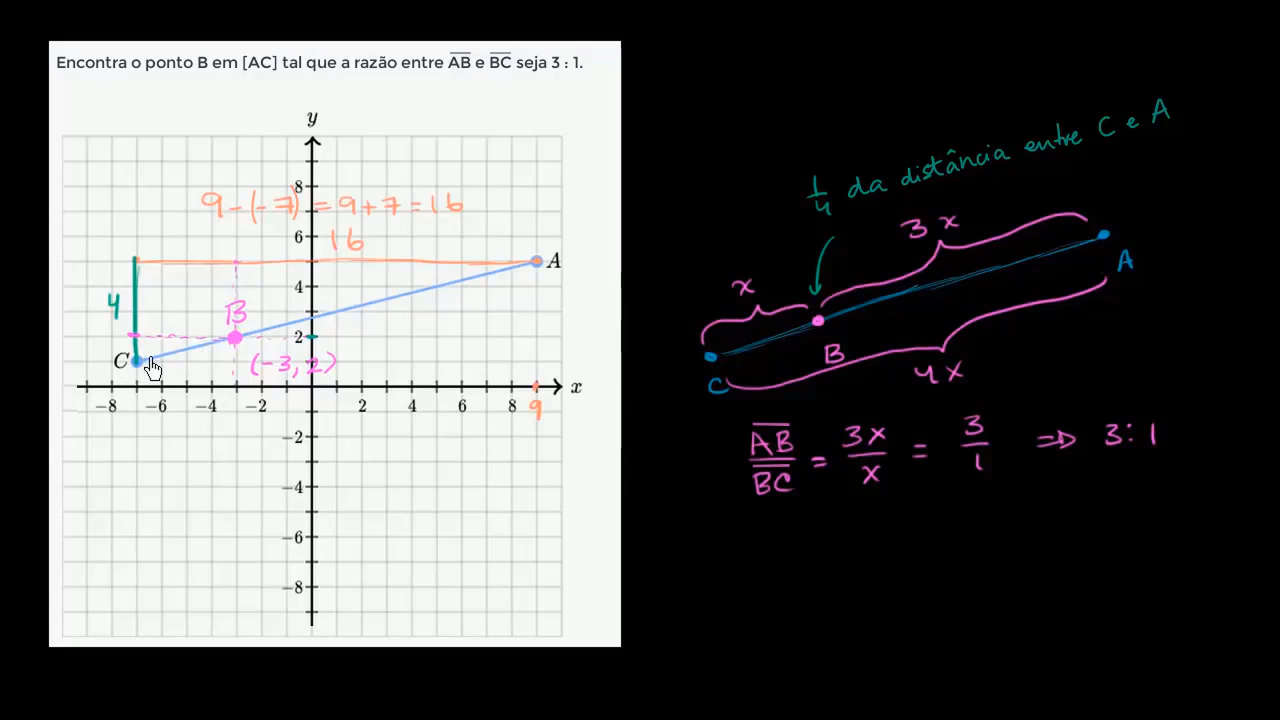 Encontra o ponto B em [AC] tal que a razão entre AB e BC seja 3 : 1.
y
8
9-(-7) = 9+7 = 16
6
16
A
4
4
B
2
C
(-3, 2)
x
-8 -6 -4 -2 2 4 6 8
9
-2
-4
-6
-8
1/4 da distância entre C e A
3x
x
A
B
C
4x
AB/BC = 3x/x = 3/1 ⇒ 3:1